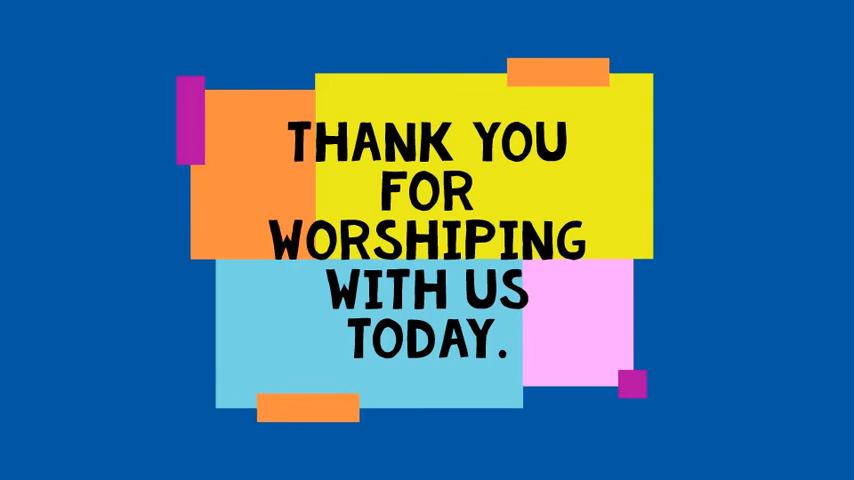 THANK YOU
FOR
WORSHIPING
WITH US
TODAY.